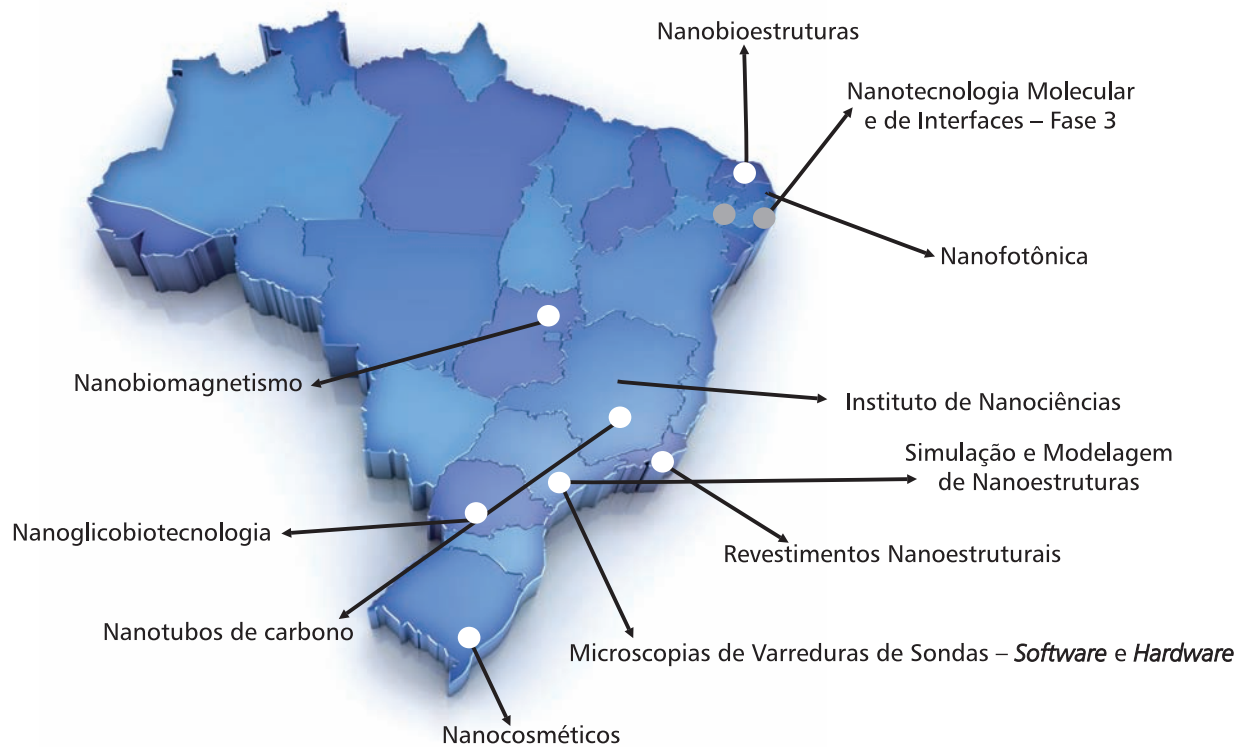 Nanobioestruturas
Nanotecnologia Molecular
e de Interfaces – Fase 3
Nanofotônica
Nanobiomagnetismo
Instituto de Nanociências
Simulação e Modelagem
de Nanoestruturas
Nanoglicobiotecnologia
Revestimentos Nanoestruturais
Nanotubos de carbono
Microscopias de Varreduras de Sondas – Software e Hardware
Nanocosméticos